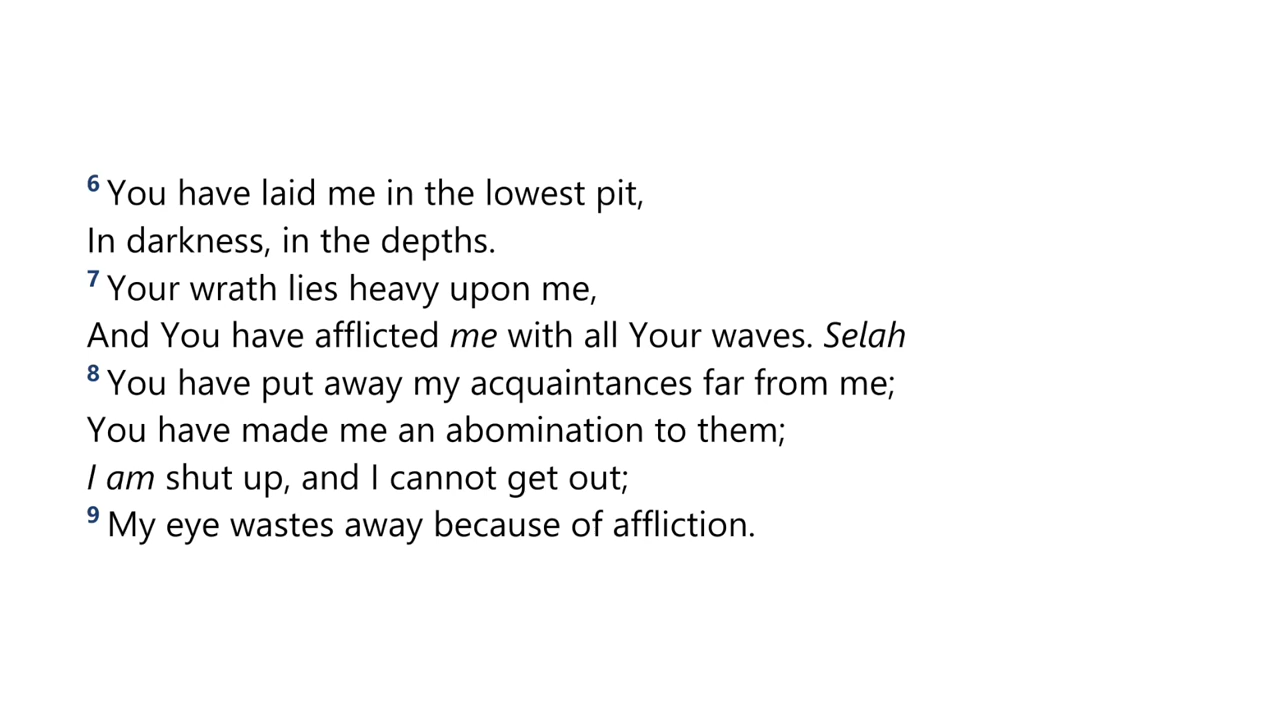 6 You have laid me in the lowest pit,
In darkness, in the depths.
7 Your wrath lies heavy upon me,
And You have afflicted me with all Your waves. Selah
8 You have put away my acquaintances far from me;
You have made me an abomination to them;
I am shut up, and I cannot get out;
9 My eye wastes away because of affliction.